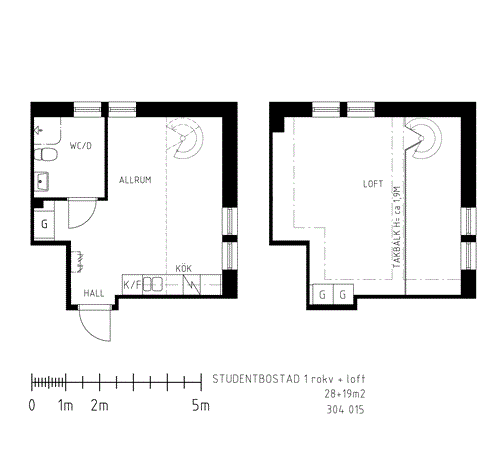 WC/D
ALLRUM
G
KÖK
K/F
HALL
LOFT
TAKBALK H= ca 1,9M
G G
STUDENTBOSTAD 1 rokv + loft
28+19m2
304 015
0 1m 2m 5m